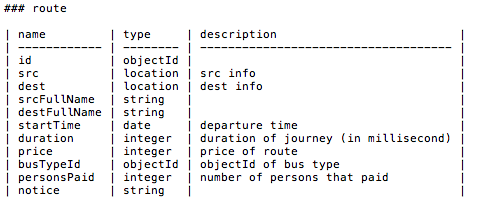 ### route
| name | type | description |
| ------------ | -------- | ---------------------------------- |
| id | objectId | |
| src | location | src info |
| dest | location | dest info |
| srcFullName | string | |
| destFullName | string | |
| startTime | date | departure time |
| duration | integer | duration of journey (in millisecond) |
| price | integer | price of route |
| busTypeId | objectId | objectId of bus type |
| personsPaid | integer | number of persons that paid |
| notice | string | |